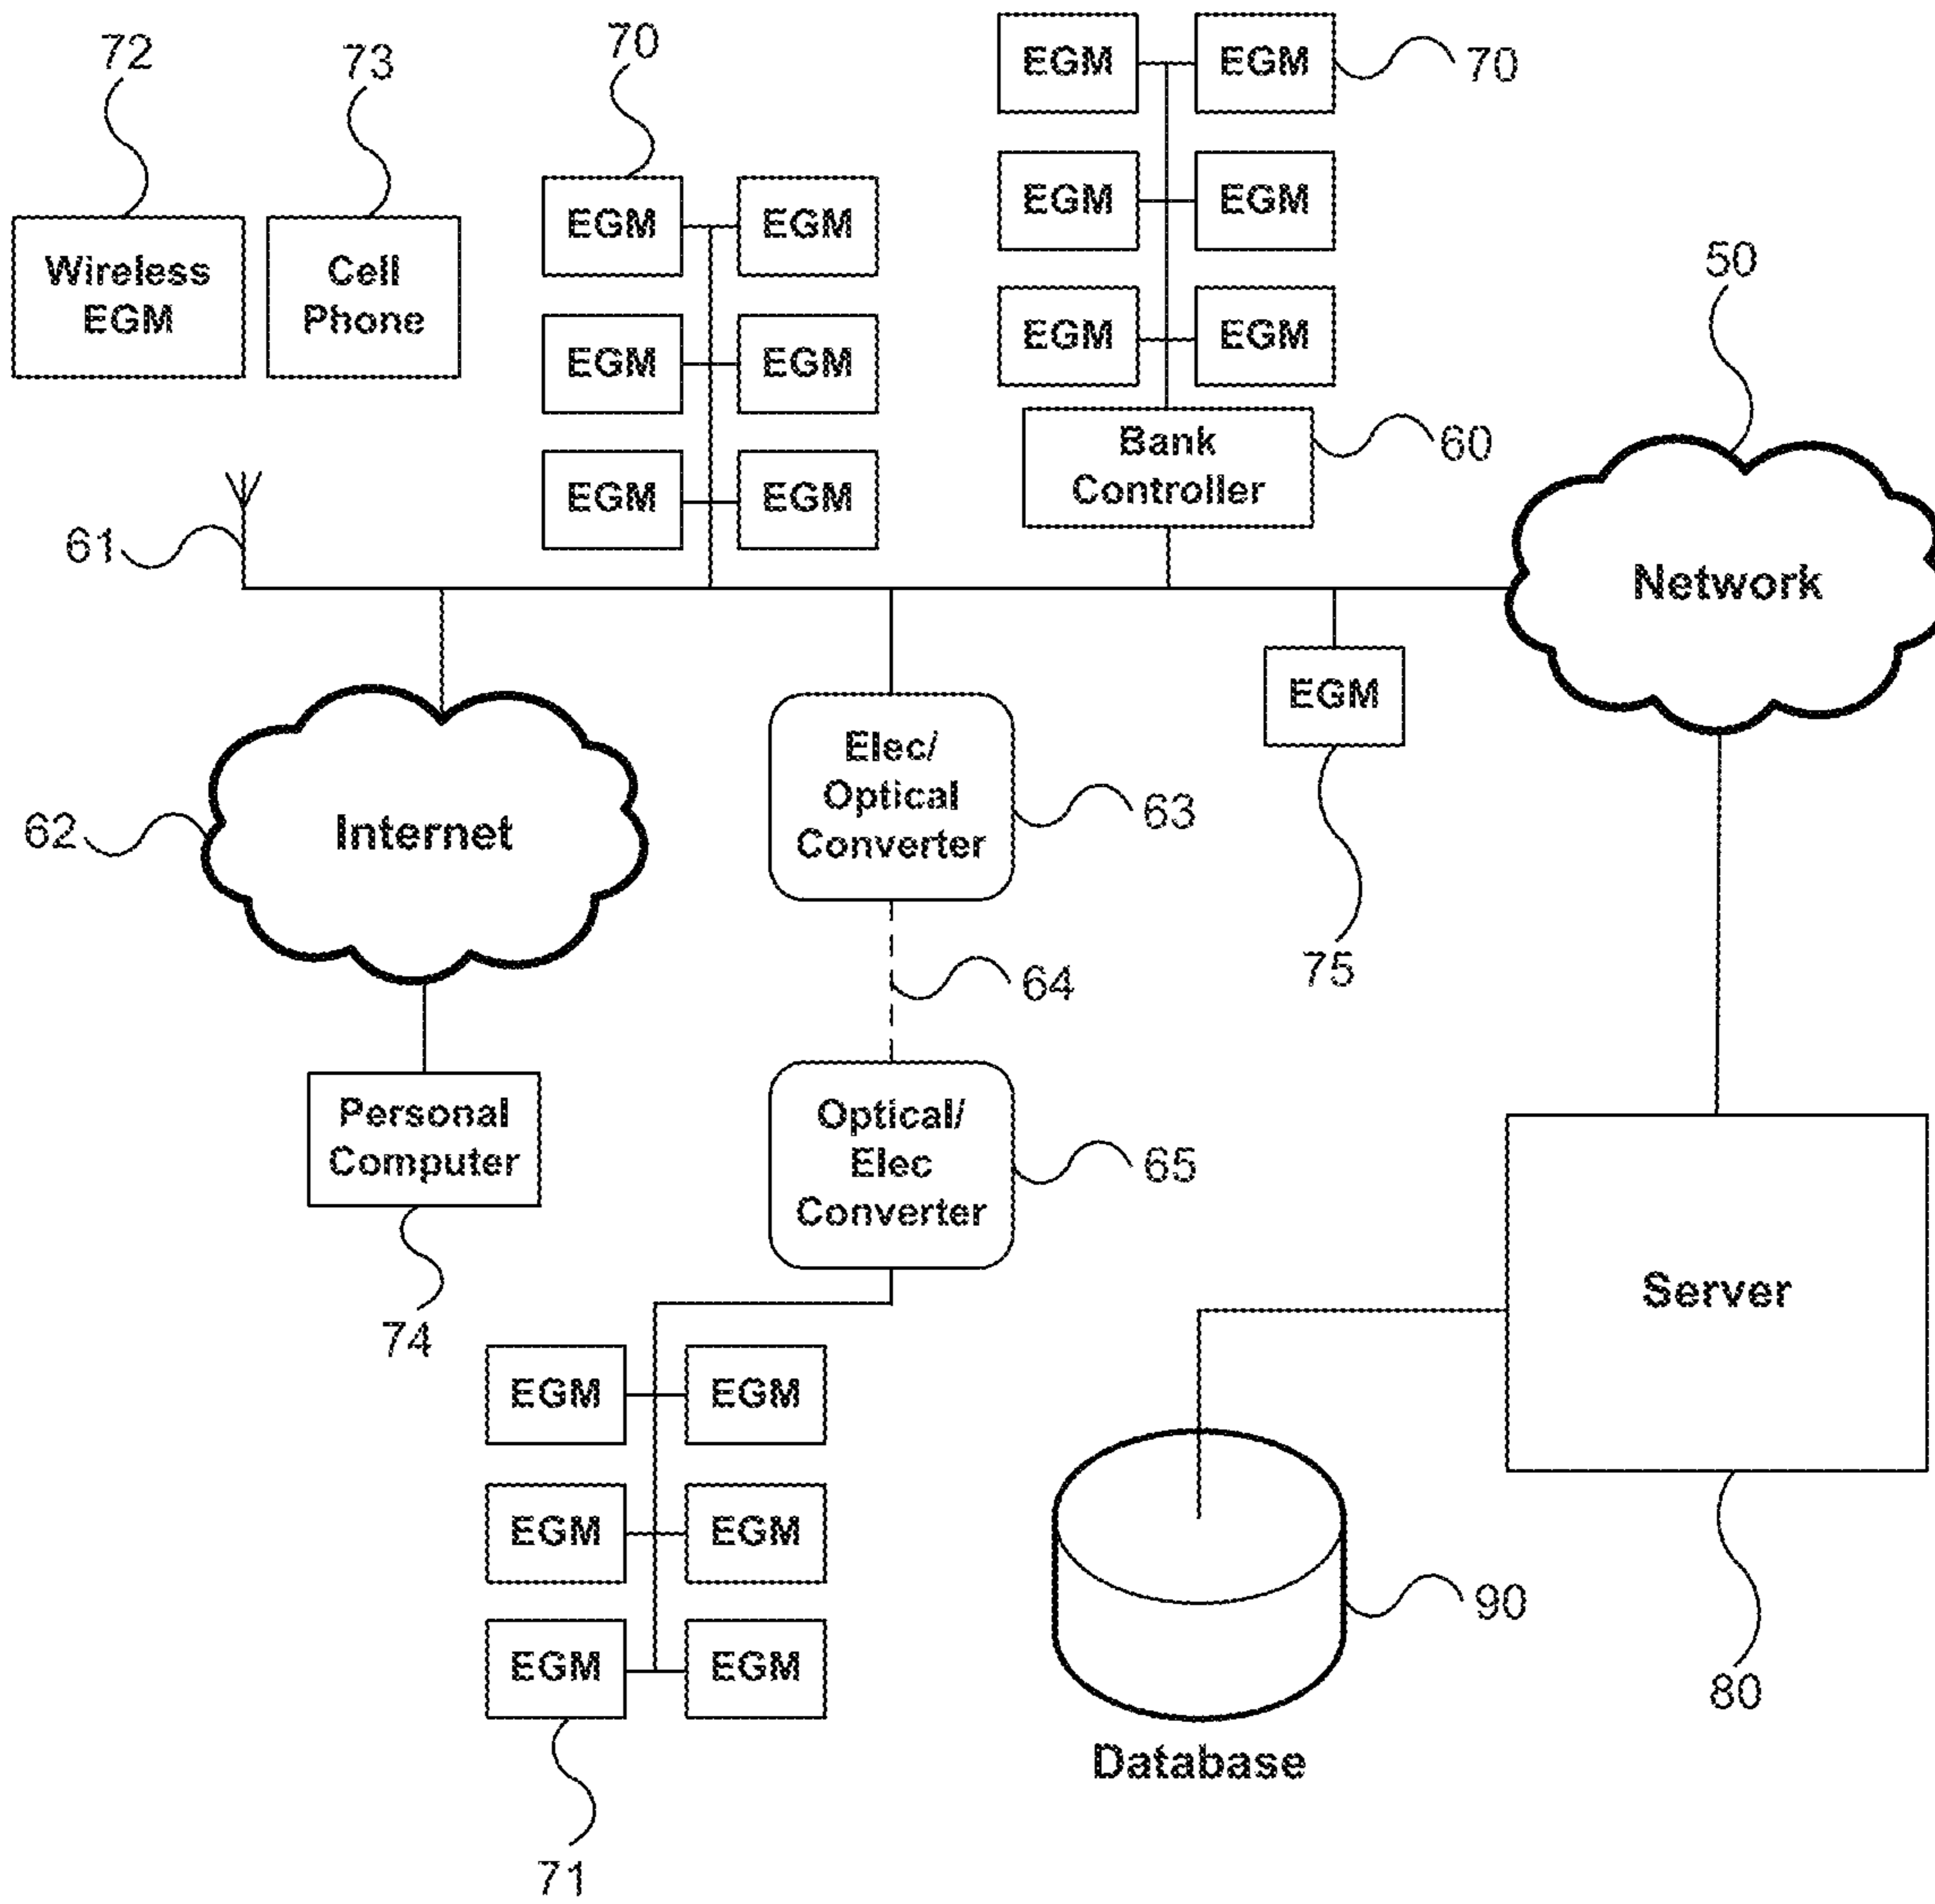 72
73
70
EGM
EGM
70
Wireless
EGM
Cell
Phone
EGM
EGM
EGM
EGM
EGM
EGM
EGM
EGM
EGM
EGM
50
Bank
Controller
60
61
Network
EGM
75
62
Internet
Elec/
Optical
Converter
63
64
Personal
Computer
74
Optical/
Elec
Converter
65
Server
80
EGM
EGM
EGM
EGM
EGM
EGM
71
90
Database